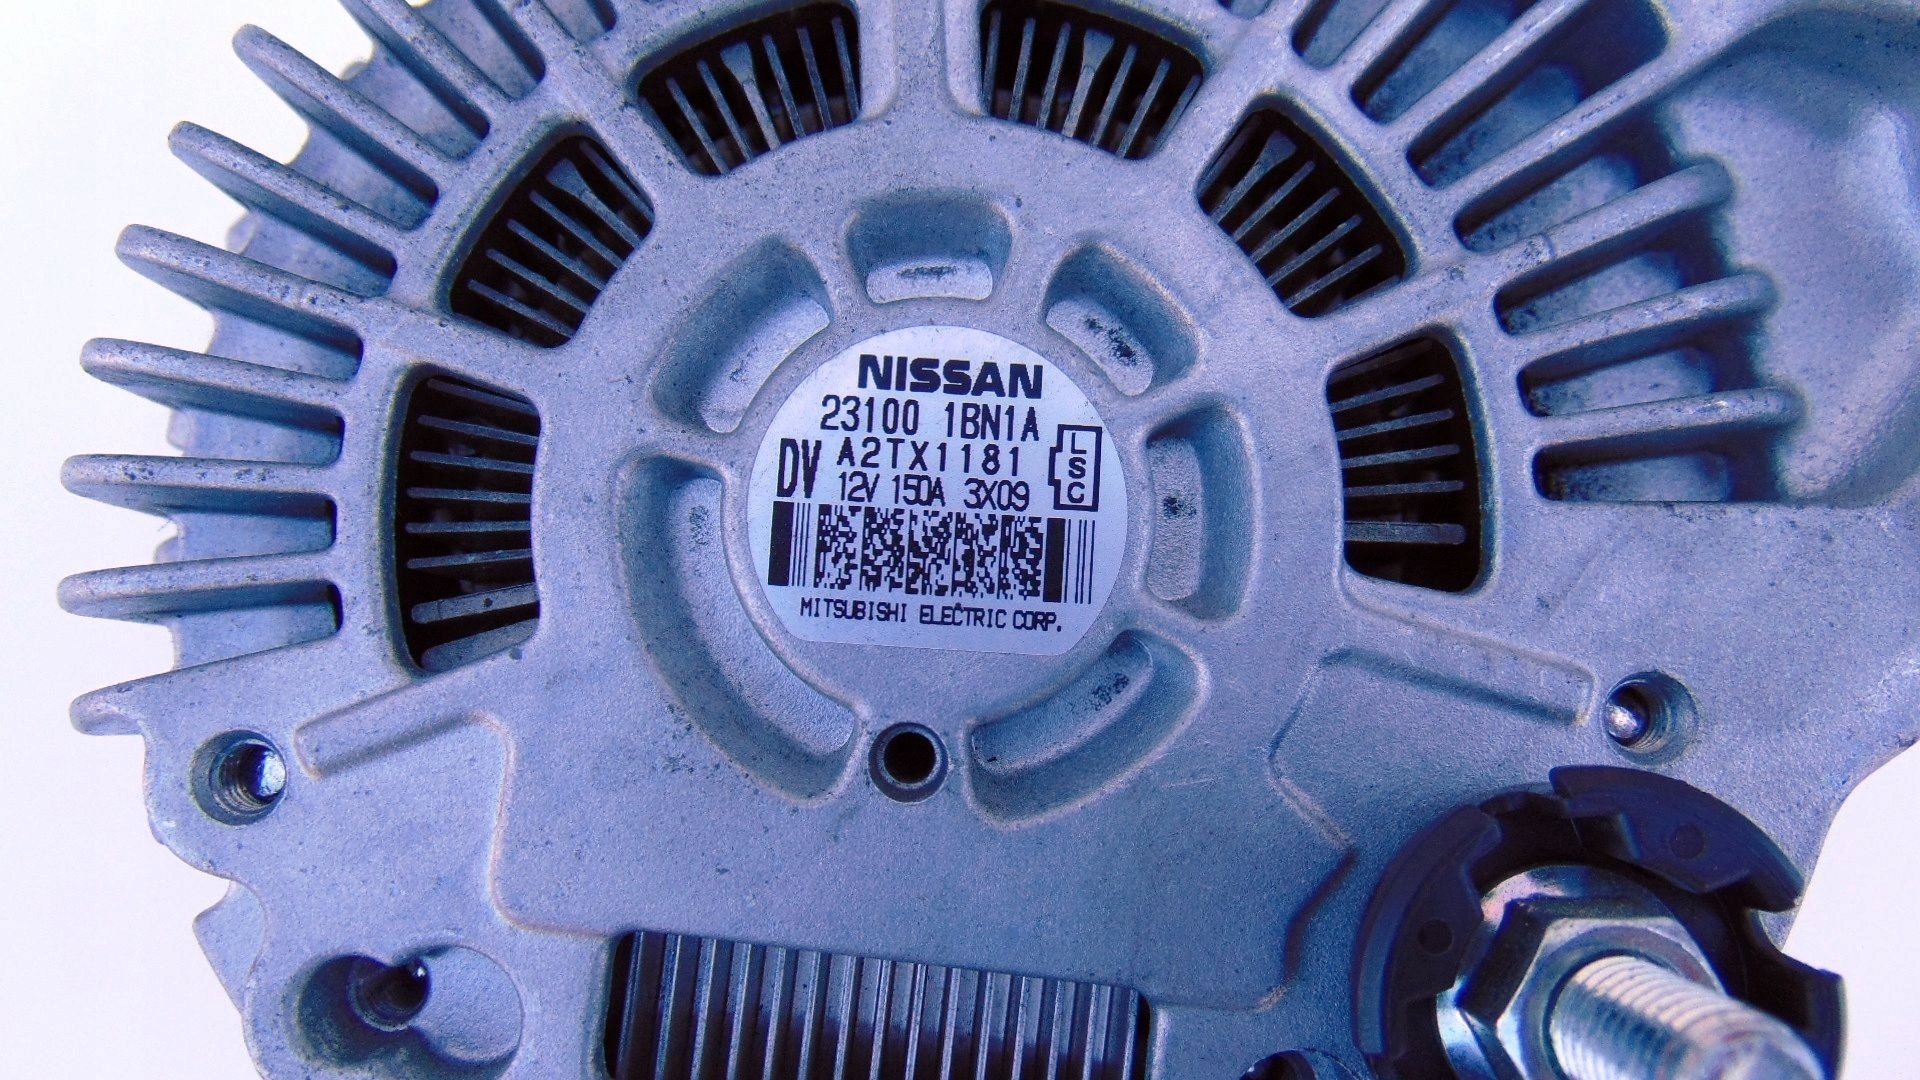 NISSAN
23100 1BN1A
DV A2TX1181
12V 150A 3X09
LSC
MITSUBISHI ELECTRIC CORP.